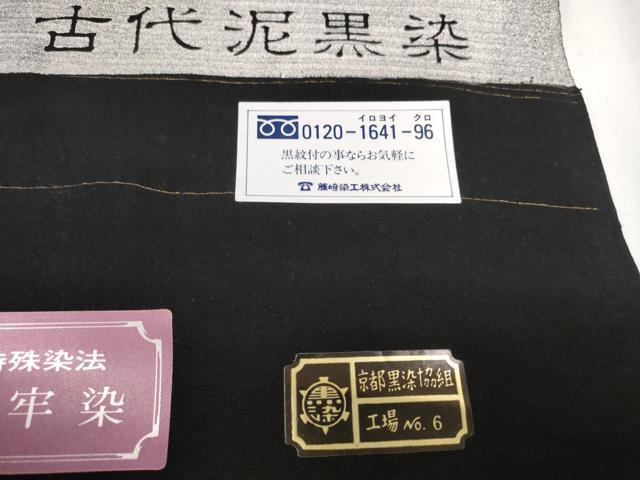 古代泥黒染
イロヨイ クロ
0120-1641-96
黒紋付の事ならお気軽に
ご相談下さい。
☎ 藤崎染工株式会社
特殊染法
牢染
京都黒染協組
黒染
工場 No. 6